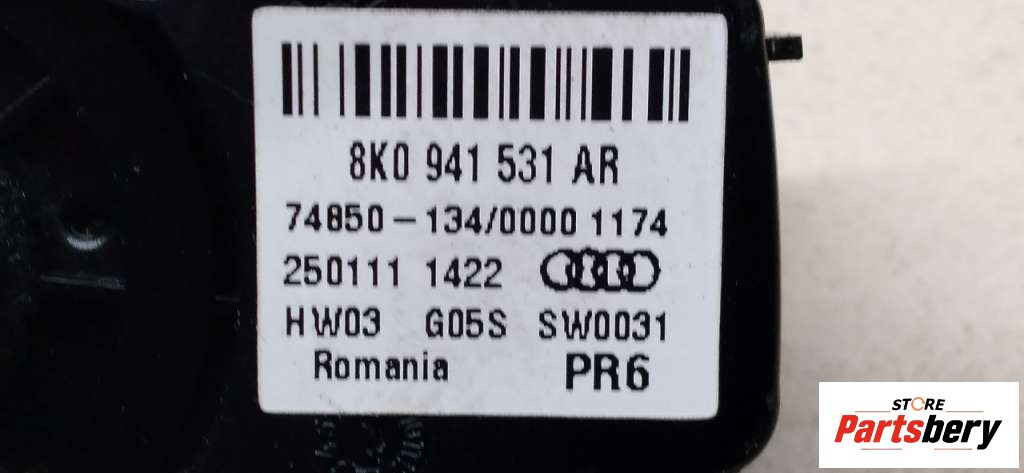 8K0 941 531 AR
74850-134/0000 1174
250111 1422
HW03 G05S SW0031
Romania PR6
STORE
Partsbery